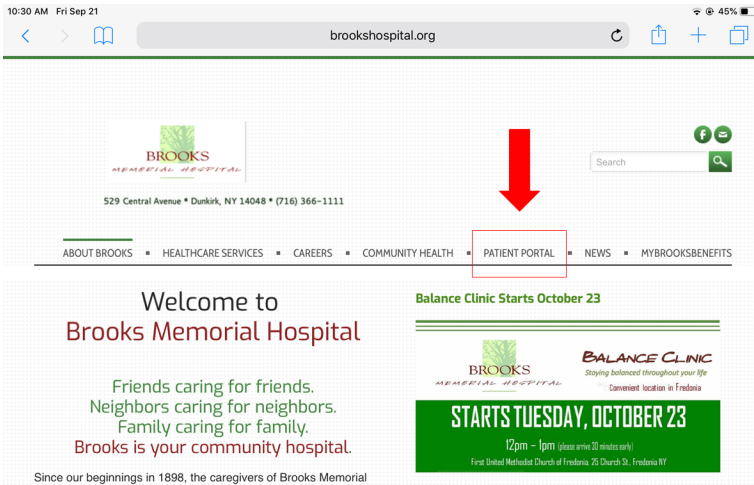 10:30 AM Fri Sep 21
45%
brookshospital.org
BROOKS
MEMORIAL HOSPITAL
Search
529 Central Avenue * Dunkirk, NY 14048 * (716) 366-1111
ABOUT BROOKS ▪ HEALTHCARE SERVICES ▪ CAREERS ▪ COMMUNITY HEALTH ▪ PATIENT PORTAL ▪ NEWS ▪ MYBROOKSBENEFITS
Welcome to
Brooks Memorial Hospital
Friends caring for friends.
Neighbors caring for neighbors.
Family caring for family.
Brooks is your community hospital.
Since our beginnings in 1898, the caregivers of Brooks Memorial
Balance Clinic Starts October 23
BROOKS
MEMORIAL HOSPITAL
BALANCE CLINIC
Staying balanced throughout your life
Convenient location in Fredonia
STARTS TUESDAY, OCTOBER 23
12pm – 1pm (please arrive 30 minutes early)
First United Methodist Church of Fredonia, 25 Church St., Fredonia NY